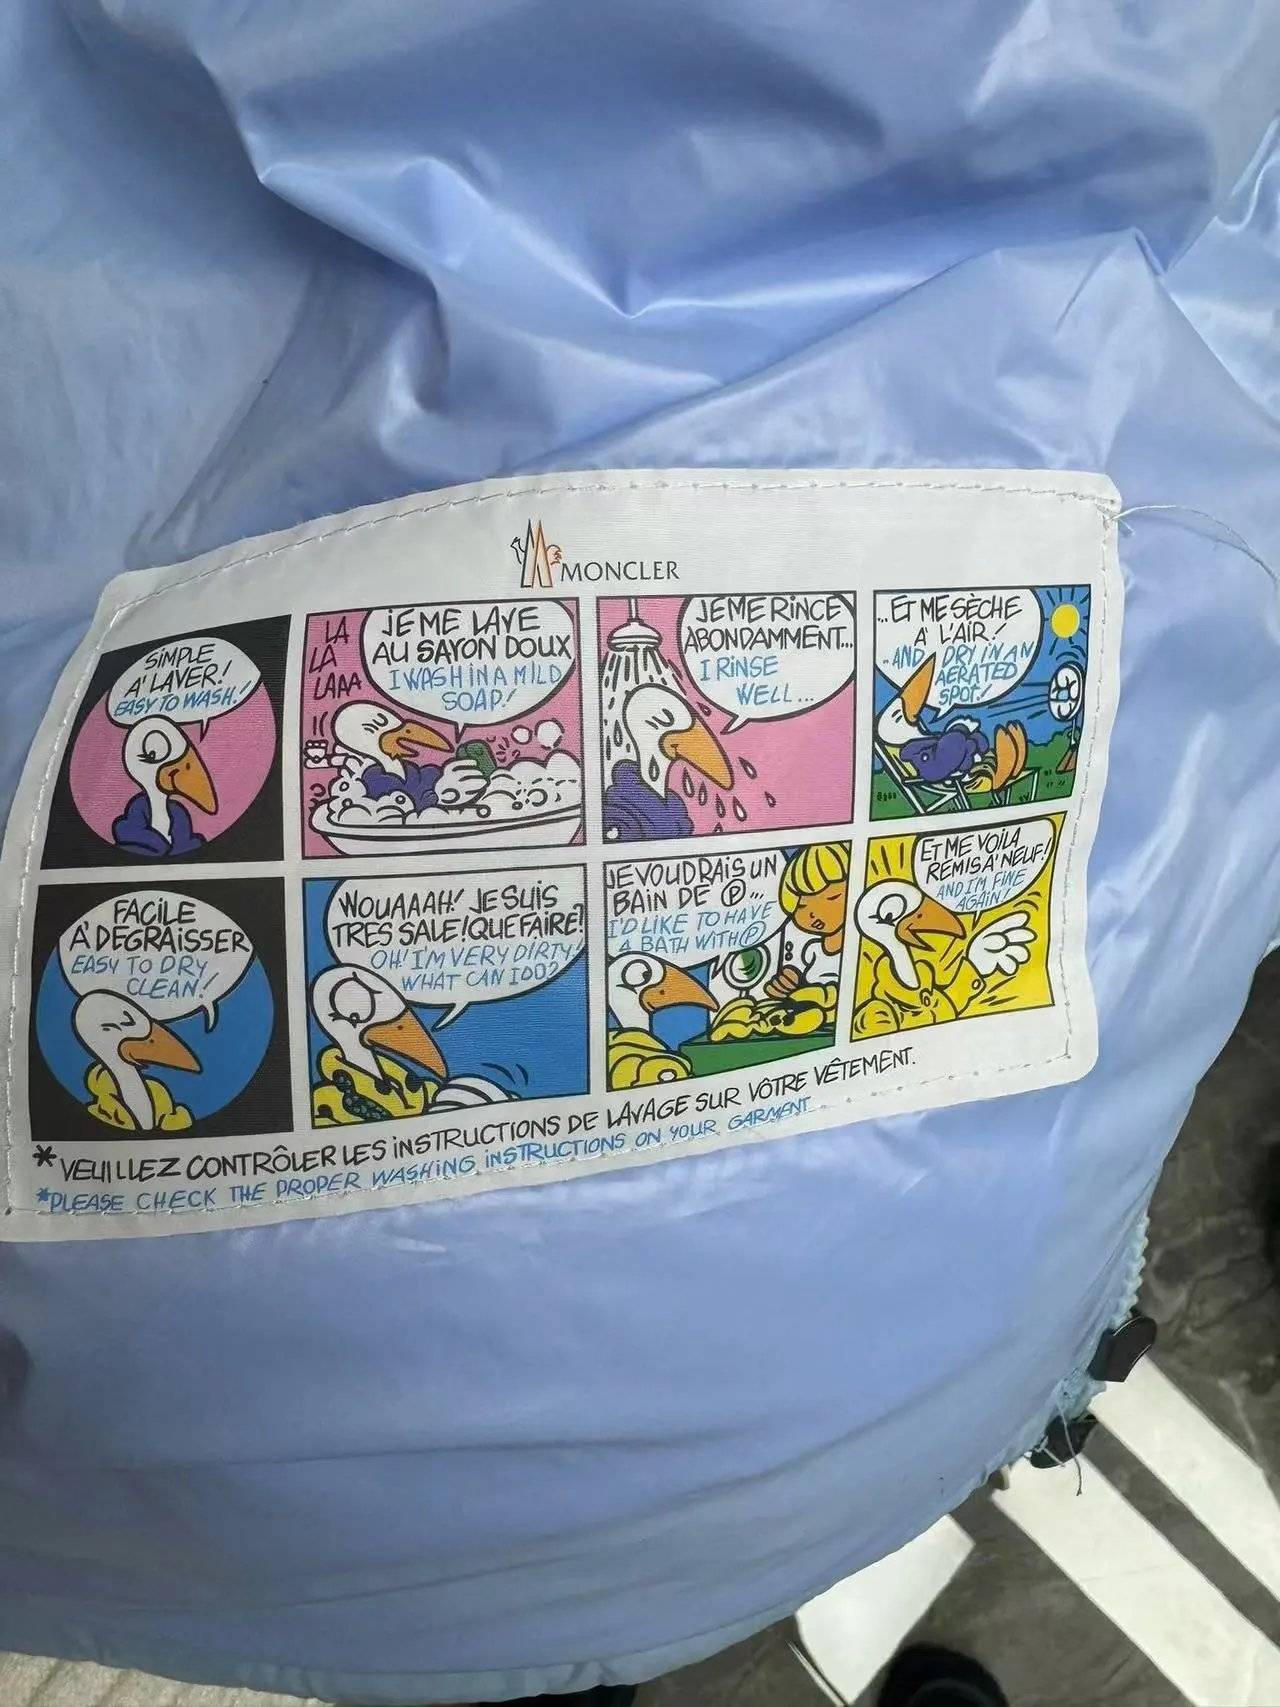 MONCLER
SIMPLE
A' LAVER!
EASY TO WASH!
LA
LA
LAAA
JE ME LAVE
AU SAVON DOUX
I WASH IN A MILD
SOAP!
JE ME RINCE
ABONDAMMENT...
I RINSE
WELL...
...ET ME SÈCHE
A' L'AIR!
..AND DRY IN AN
AERATED
SPOT!
FACILE
A' DEGRAISSER
EASY TO DRY
CLEAN!
WOUAAAH! JE SUIS
TRES SALE! QUE FAIRE?
OH! I'M VERY DIRTY!
WHAT CAN I DO?
JE VOUDRAIS UN
BAIN DE Ⓟ...
I'D LIKE TO HAVE
A BATH WITH Ⓟ
ET ME VOILA
REMIS A' NEUF!
AND I'M FINE
AGAIN!
*VEUILLEZ CONTRÔLER LES INSTRUCTIONS DE LAVAGE SUR VÔTRE VÊTEMENT.
*PLEASE CHECK THE PROPER WASHING INSTRUCTIONS ON YOUR GARMENT